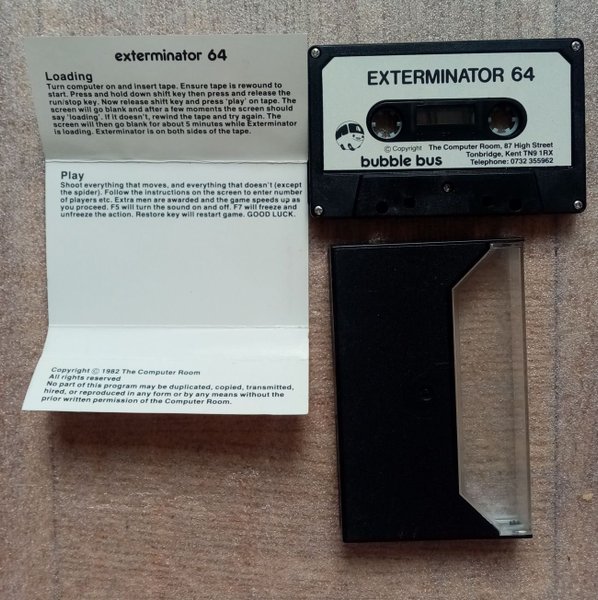 exterminator 64
Loading
Turn computer on and insert tape. Ensure tape is rewound to
start. Press and hold down shift key then press and release the
run/stop key. Now release shift key and press 'play' on tape. The
screen will go blank and after a few moments the screen should
say 'loading'. If it doesn't, rewind the tape and try again. The
screen will then go blank for about 5 minutes while Exterminator
is loading. Exterminator is on both sides of the tape.
Play
Shoot everything that moves, and everything that doesn't (except
the spider). Follow the instructions on the screen to enter number
of players etc. Extra men are awarded and the game speeds up as
you proceed. F5 will turn the sound on and off. F7 will freeze and
unfreeze the action. Restore key will restart game. GOOD LUCK.
Copyright © 1982 The Computer Room
All rights reserved
No part of this program may be duplicated, copied, transmitted,
hired, or reproduced in any form or by any means without the
prior written permission of the Computer Room.
EXTERMINATOR 64
© Copyright The Computer Room, 87 High Street
Tonbridge, Kent TN9 1RX
Telephone: 0732 355962
bubble bus